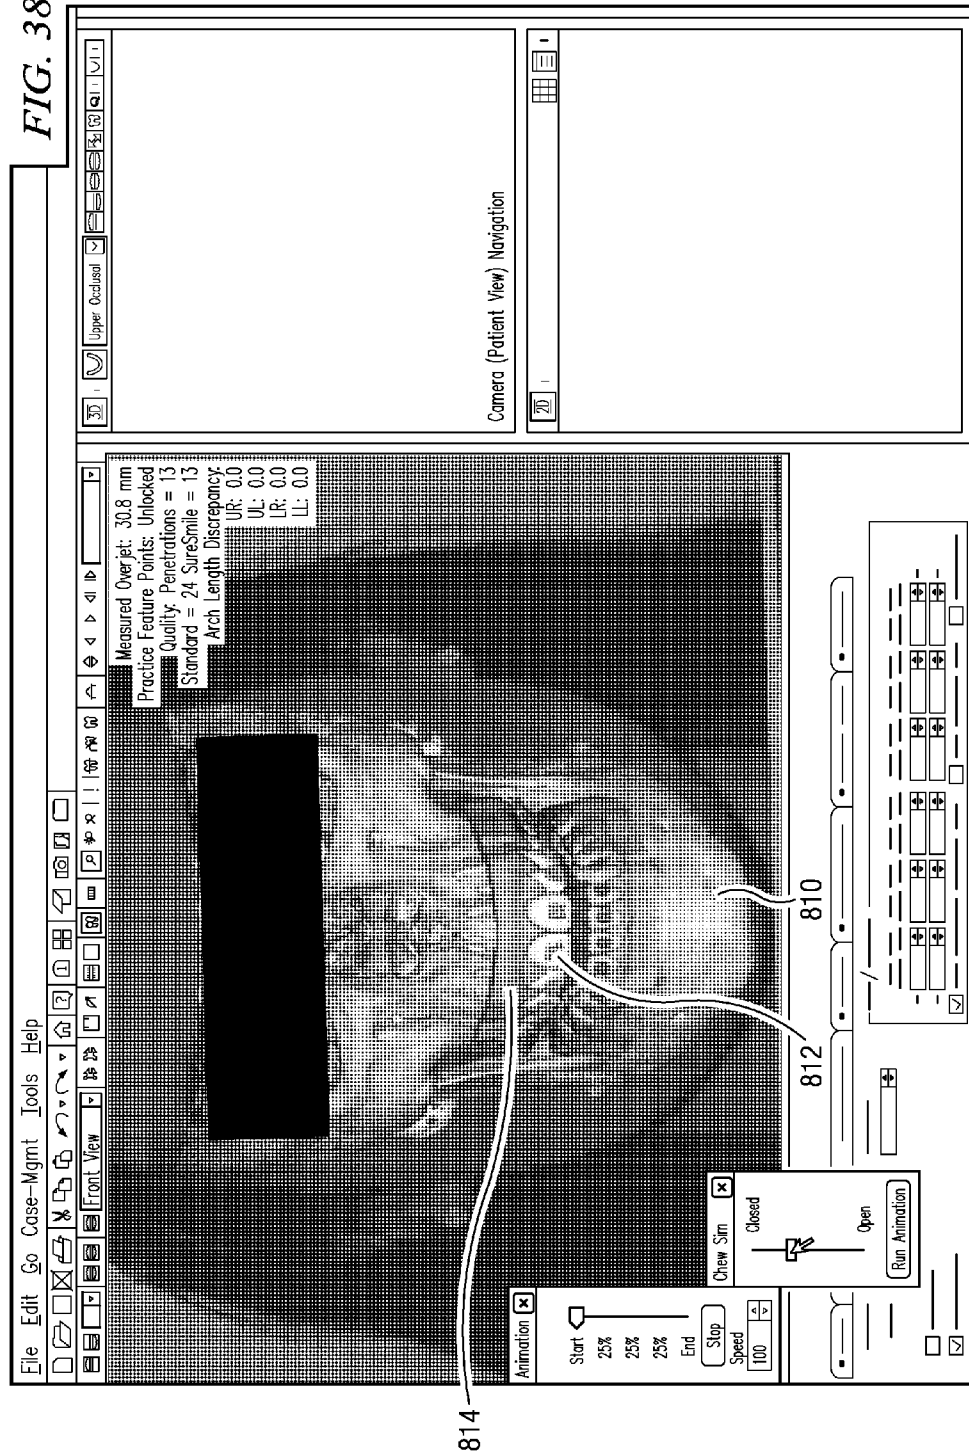 FIG. 38
File Edit Go Case-Mgmt Tools Help
Front View
3D
Upper Occlusal
Measured Overjet: 30.8 mm
Practice Feature Points: Unlocked
Quality: Penetrations = 13
Standard = 24 SureSmile = 13
Arch Length Discrepancy:
UR: 0.0
UL: 0.0
LR: 0.0
LL: 0.0
Camera (Patient View) Navigation
2D
Animation
Start
25%
25%
25%
End
Stop
Speed
100
Chew Sim
Closed
Open
Run Animation
814
812
810